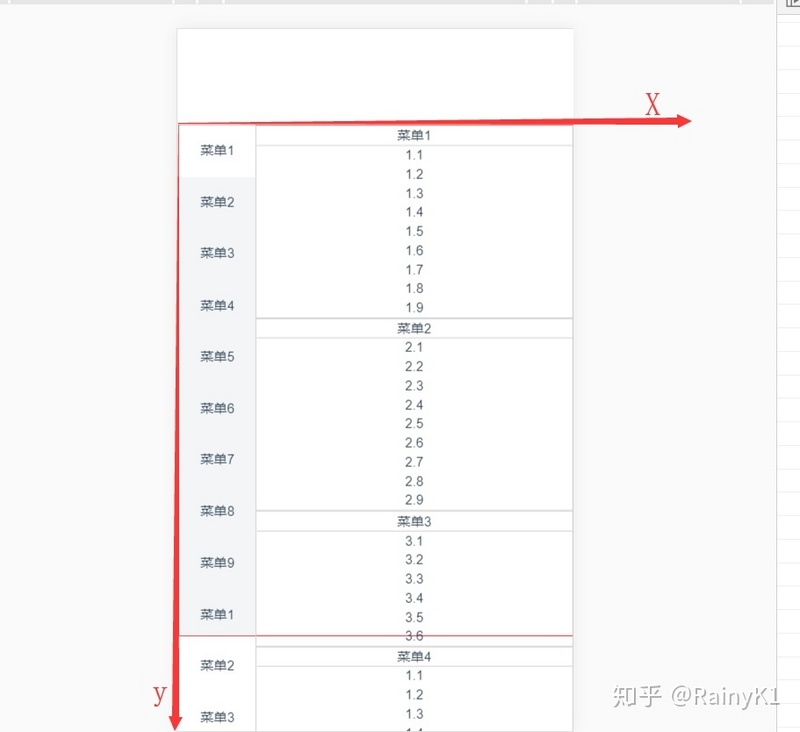 X
菜单1
菜单2
菜单3
菜单4
菜单5
菜单6
菜单7
菜单8
菜单9
菜单1
菜单2
菜单3
菜单1
1.1
1.2
1.3
1.4
1.5
1.6
1.7
1.8
1.9
菜单2
2.1
2.2
2.3
2.4
2.5
2.6
2.7
2.8
2.9
菜单3
3.1
3.2
3.3
3.4
3.5
3.6
菜单4
1.1
1.2
1.3
y
知乎 @RainyK1